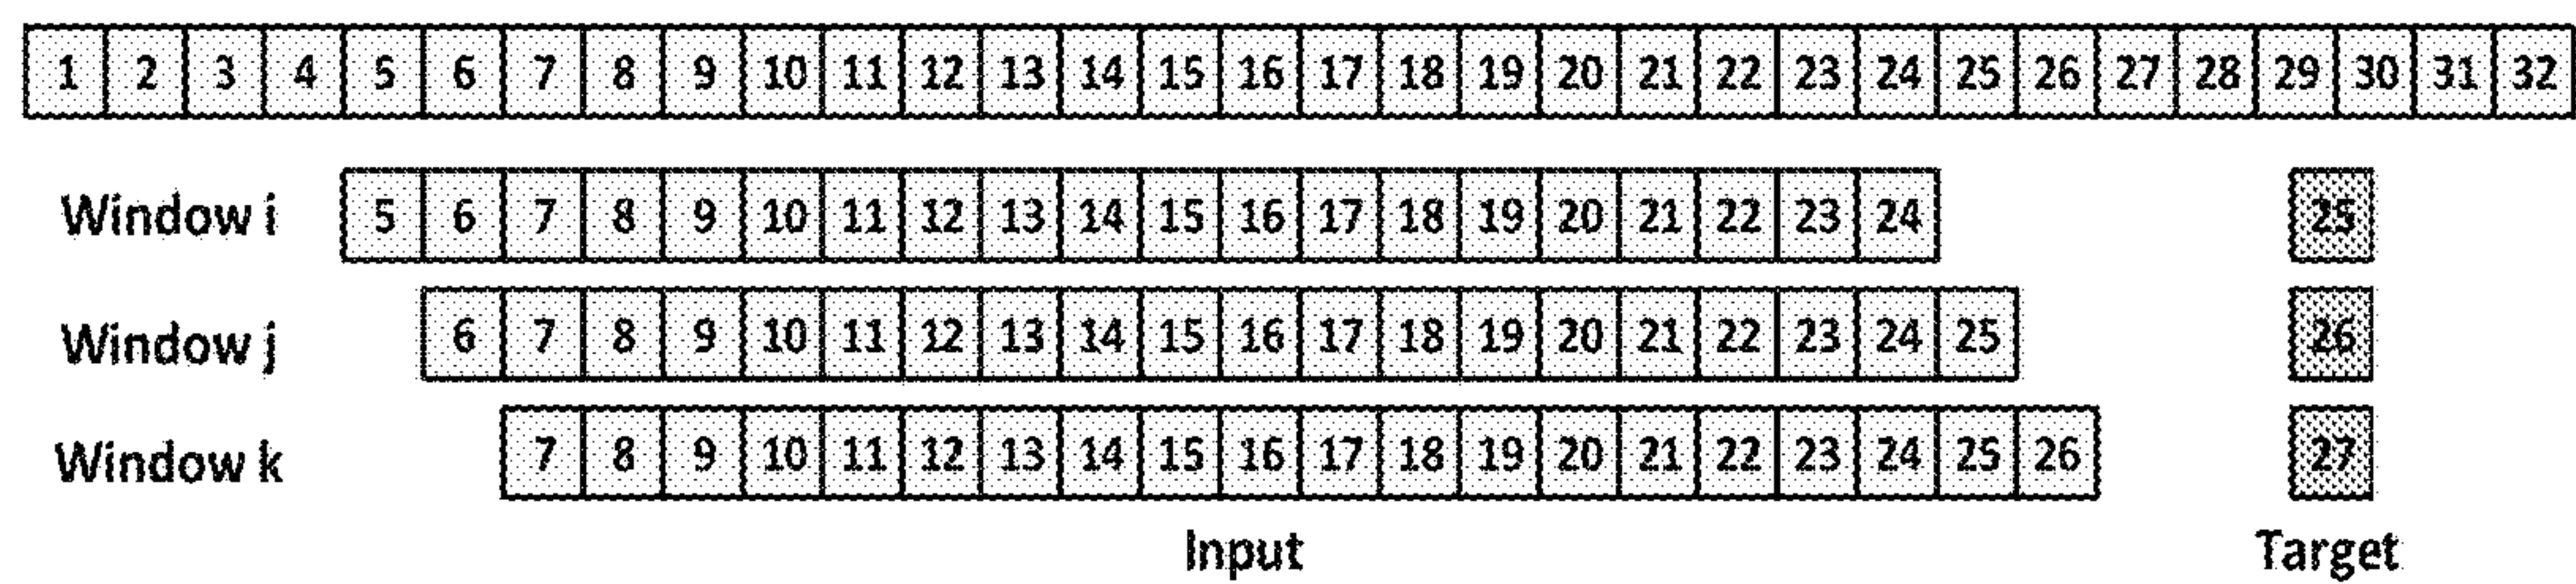 1 2 3 4 5 6 7 8 9 10 11 12 13 14 15 16 17 18 19 20 21 22 23 24 25 26 27 28 29 30 31 32
Window i 5 6 7 8 9 10 11 12 13 14 15 16 17 18 19 20 21 22 23 24 25
Window j 6 7 8 9 10 11 12 13 14 15 16 17 18 19 20 21 22 23 24 25 26
Window k 7 8 9 10 11 12 13 14 15 16 17 18 19 20 21 22 23 24 25 26 27
Input Target